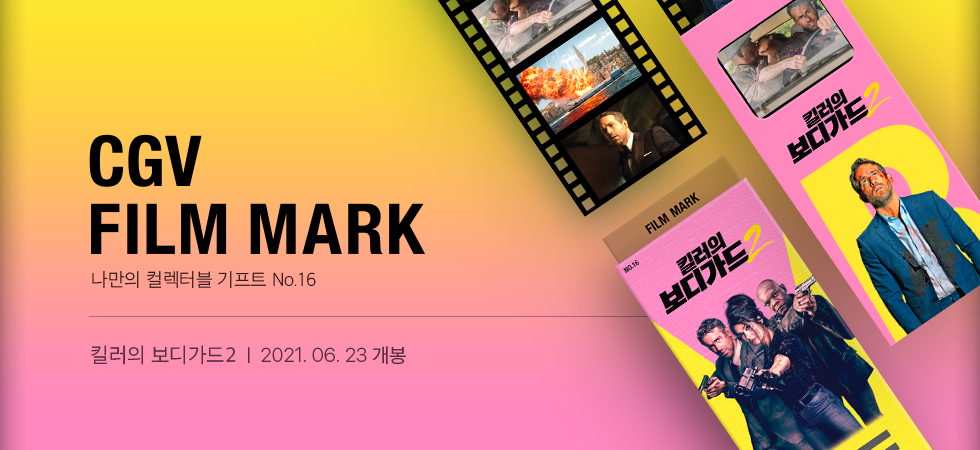 CGV
FILM MARK
나만의 컬렉터블 기프트 No.16
킬러의 보디가드2 | 2021. 06. 23 개봉
킬러의
보디가드2
FILM MARK
NO.16
킬러의
보디가드2